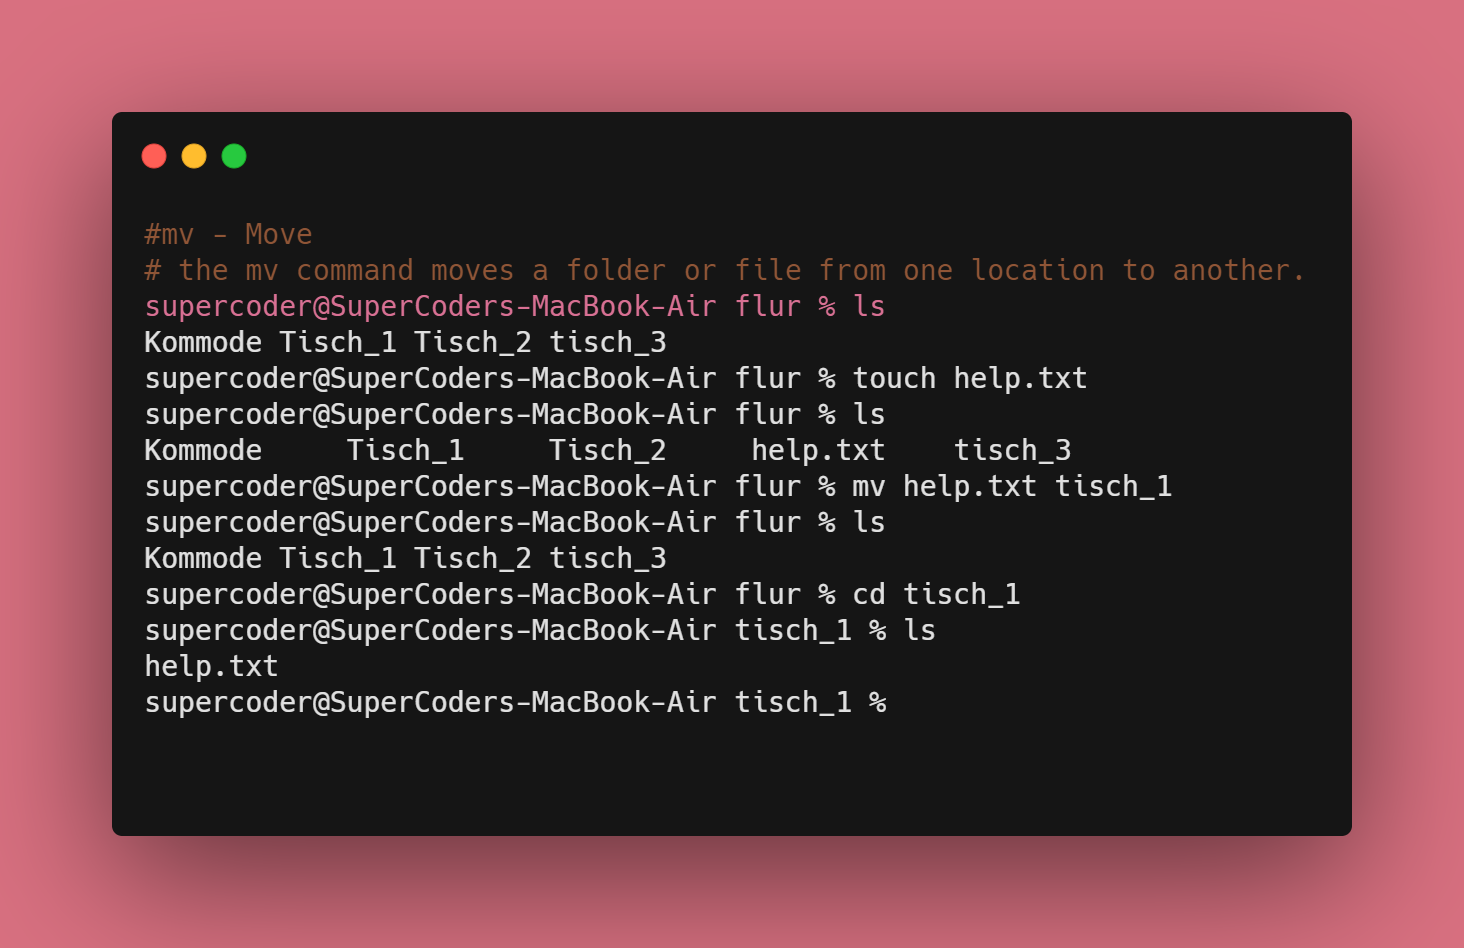 #mv - Move
# the mv command moves a folder or file from one location to another.
supercoder@SuperCoders-MacBook-Air flur % ls
Kommode Tisch_1 Tisch_2 tisch_3
supercoder@SuperCoders-MacBook-Air flur % touch help.txt
supercoder@SuperCoders-MacBook-Air flur % ls
Kommode     Tisch_1     Tisch_2     help.txt    tisch_3
supercoder@SuperCoders-MacBook-Air flur % mv help.txt tisch_1
supercoder@SuperCoders-MacBook-Air flur % ls
Kommode Tisch_1 Tisch_2 tisch_3
supercoder@SuperCoders-MacBook-Air flur % cd tisch_1
supercoder@SuperCoders-MacBook-Air tisch_1 % ls
help.txt
supercoder@SuperCoders-MacBook-Air tisch_1 %